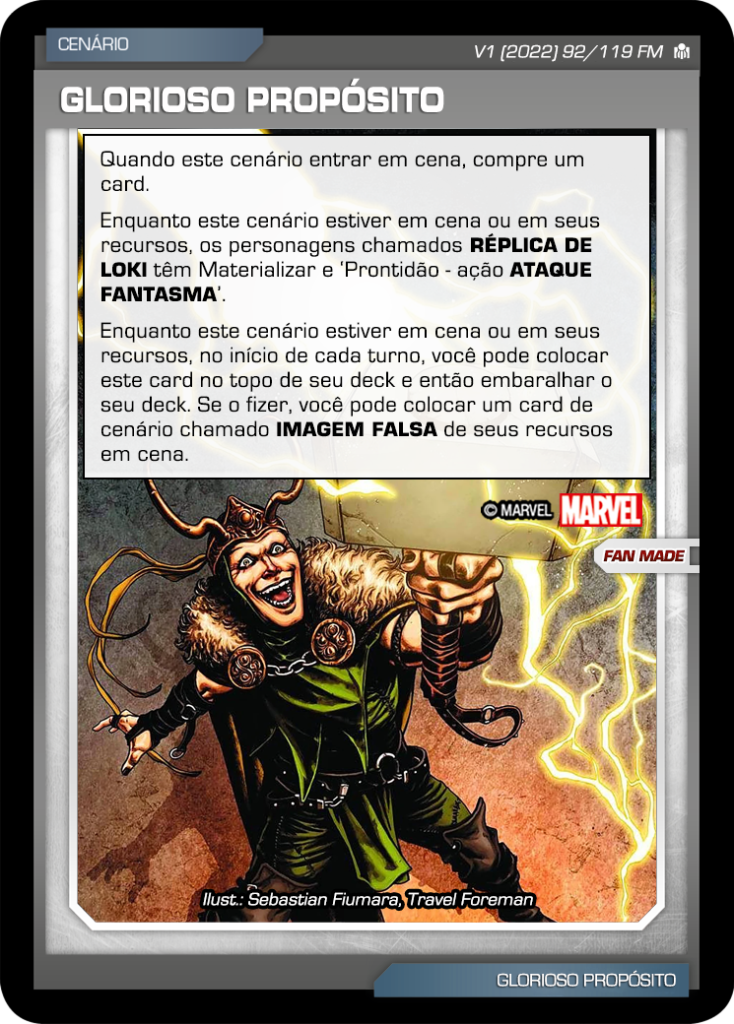 CENÁRIO
V1 (2022) 92/119 FM
GLORIOSO PROPÓSITO
Quando este cenário entrar em cena, compre um
card.
Enquanto este cenário estiver em cena ou em seus
recursos, os personagens chamados RÉPLICA DE
LOKI têm Materializar e ‘Prontidão - ação ATAQUE
FANTASMA’.
Enquanto este cenário estiver em cena ou em seus
recursos, no início de cada turno, você pode colocar
este card no topo de seu deck e então embaralhar o
seu deck. Se o fizer, você pode colocar um card de
cenário chamado IMAGEM FALSA de seus recursos
em cena.
© MARVEL MARVEL
FAN MADE
Ilust.: Sebastian Fiumara, Travel Foreman
GLORIOSO PROPÓSITO